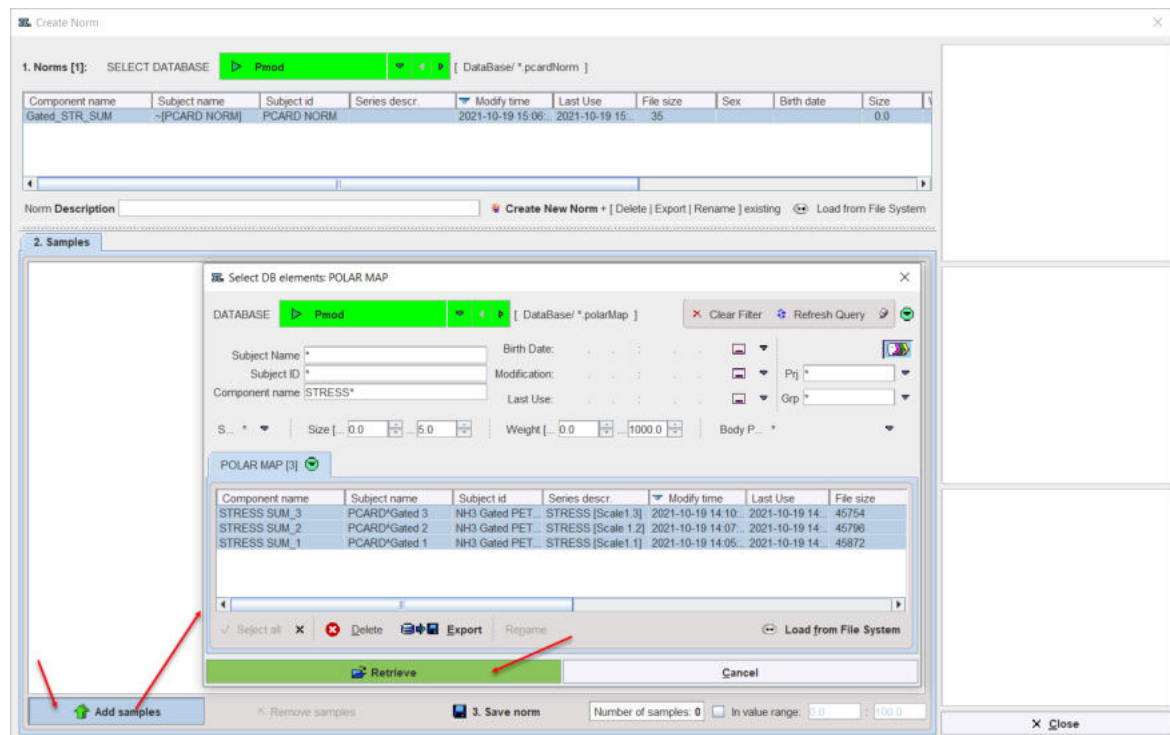 Create Norm
1. Norms [1]: SELECT DATABASE Pmod [ DataBase/ *.pcardNorm ]
Component name Subject name Subject id Series descr. Modify time Last Use File size Sex Birth date Size
Gated_STR_SUM ~[PCARD NORM] PCARD NORM 2021-10-19 15:06:... 2021-10-19 15:... 35 0.0
Norm Description Create New Norm + [ Delete | Export | Rename ] existing Load from File System
2. Samples
Select DB elements: POLAR MAP
DATABASE Pmod [ DataBase/ *.polarMap ] Clear Filter Refresh Query
Subject Name * Birth Date: . . : . .
Subject ID * Modification: . . : . . Prj *
Component name STRESS* Last Use: . . : . . Grp *
S... * Size [... 0.0 ... 5.0 Weight [... 0.0 ... 1000.0 Body P... *
POLAR MAP [3]
Component name Subject name Subject id Series descr. Modify time Last Use File size
STRESS SUM_3 PCARD^Gated 3 NH3 Gated PET... STRESS [Scale1.3] 2021-10-19 14:10:... 2021-10-19 14:... 45754
STRESS SUM_2 PCARD^Gated 2 NH3 Gated PET... STRESS [Scale 1.2] 2021-10-19 14:07:... 2021-10-19 14:... 45796
STRESS SUM_1 PCARD^Gated 1 NH3 Gated PET... STRESS [Scale1.1] 2021-10-19 14:05:... 2021-10-19 14:... 45872
Select all Delete Export Rename Load from File System
Retrieve Cancel
Add samples Remove samples 3. Save norm Number of samples: 0 In value range: 0.0 : 100.0
Close